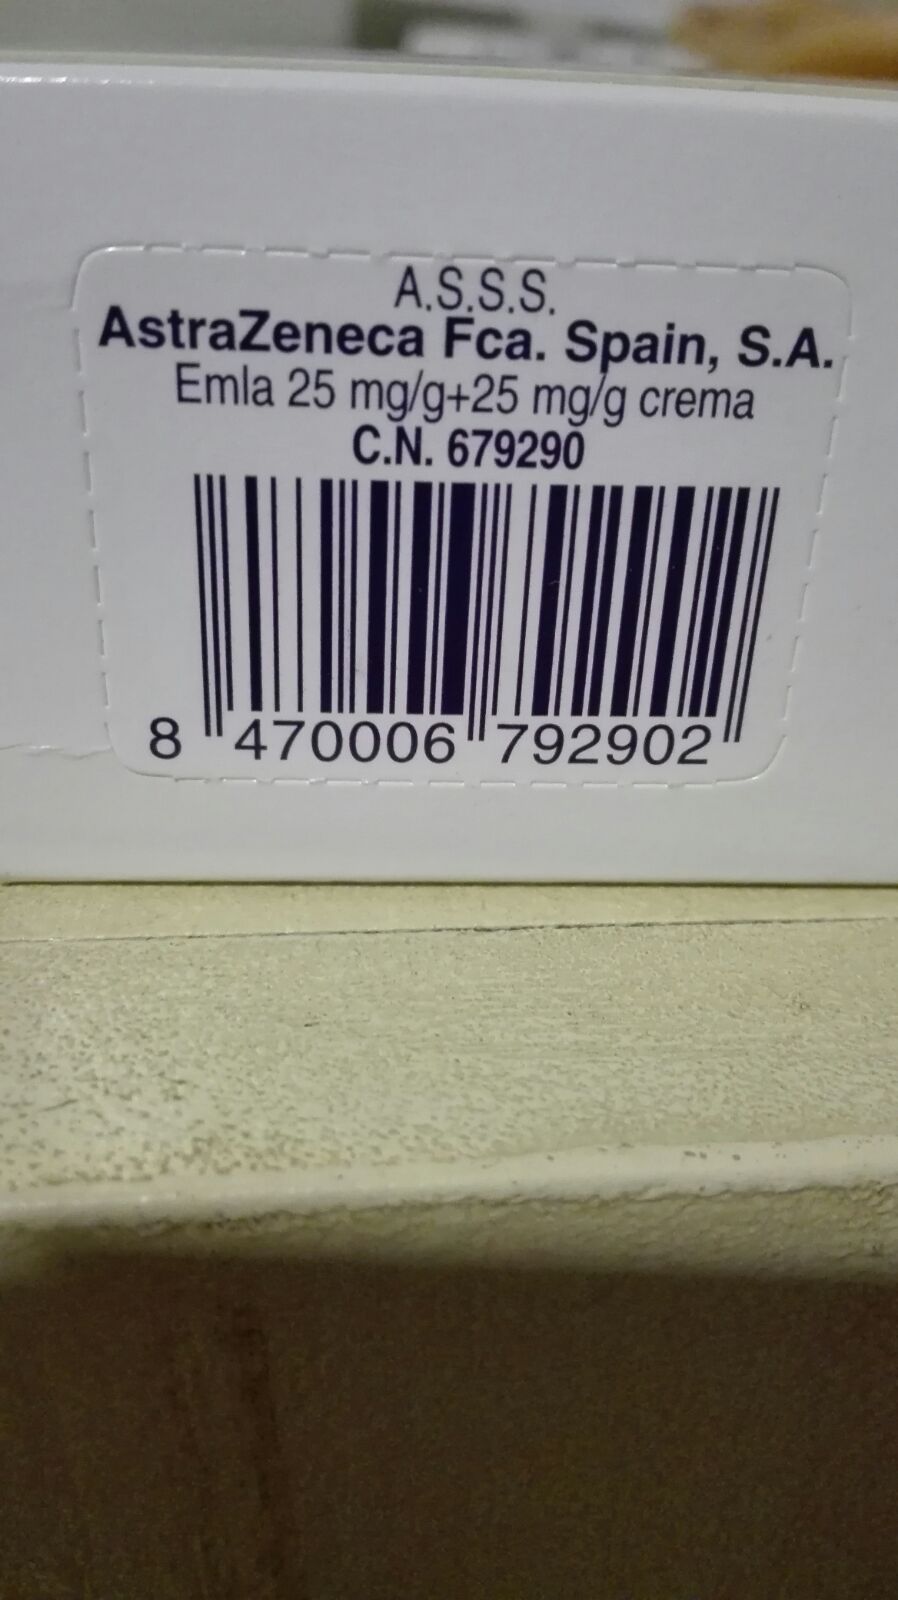 A.S.S.S.
AstraZeneca Fca. Spain, S.A.
Emla 25 mg/g+25 mg/g crema
C.N. 679290
8 470006 792902